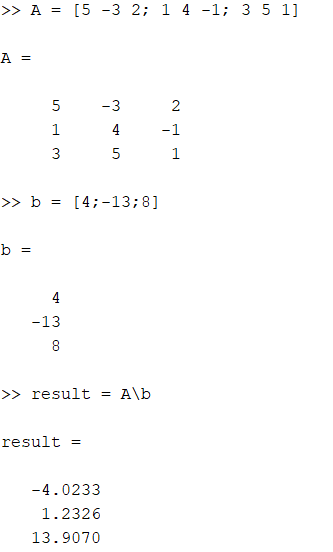 >> A = [5 -3 2; 1 4 -1; 3 5 1]
A =
5 -3 2
1 4 -1
3 5 1
>> b = [4;-13;8]
b =
4
-13
8
>> result = A\b
result =
-4.0233
1.2326
13.9070